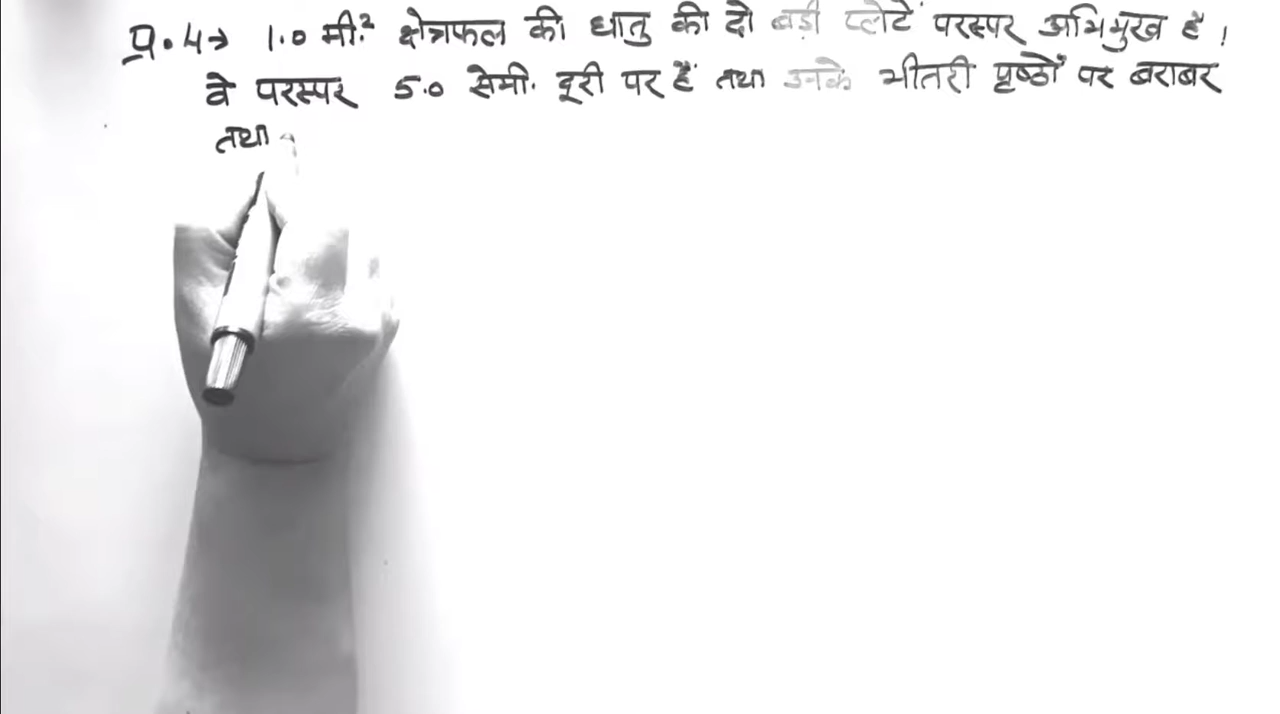 प्र.4→ 1.0 मी.² क्षेत्रफल की धातु की दो बड़ी प्लेटें परस्पर अभिमुख हैं।
वे परस्पर 5.0 सेमी. दूरी पर हैं तथा उनके भीतरी पृष्ठों पर बराबर
तथा